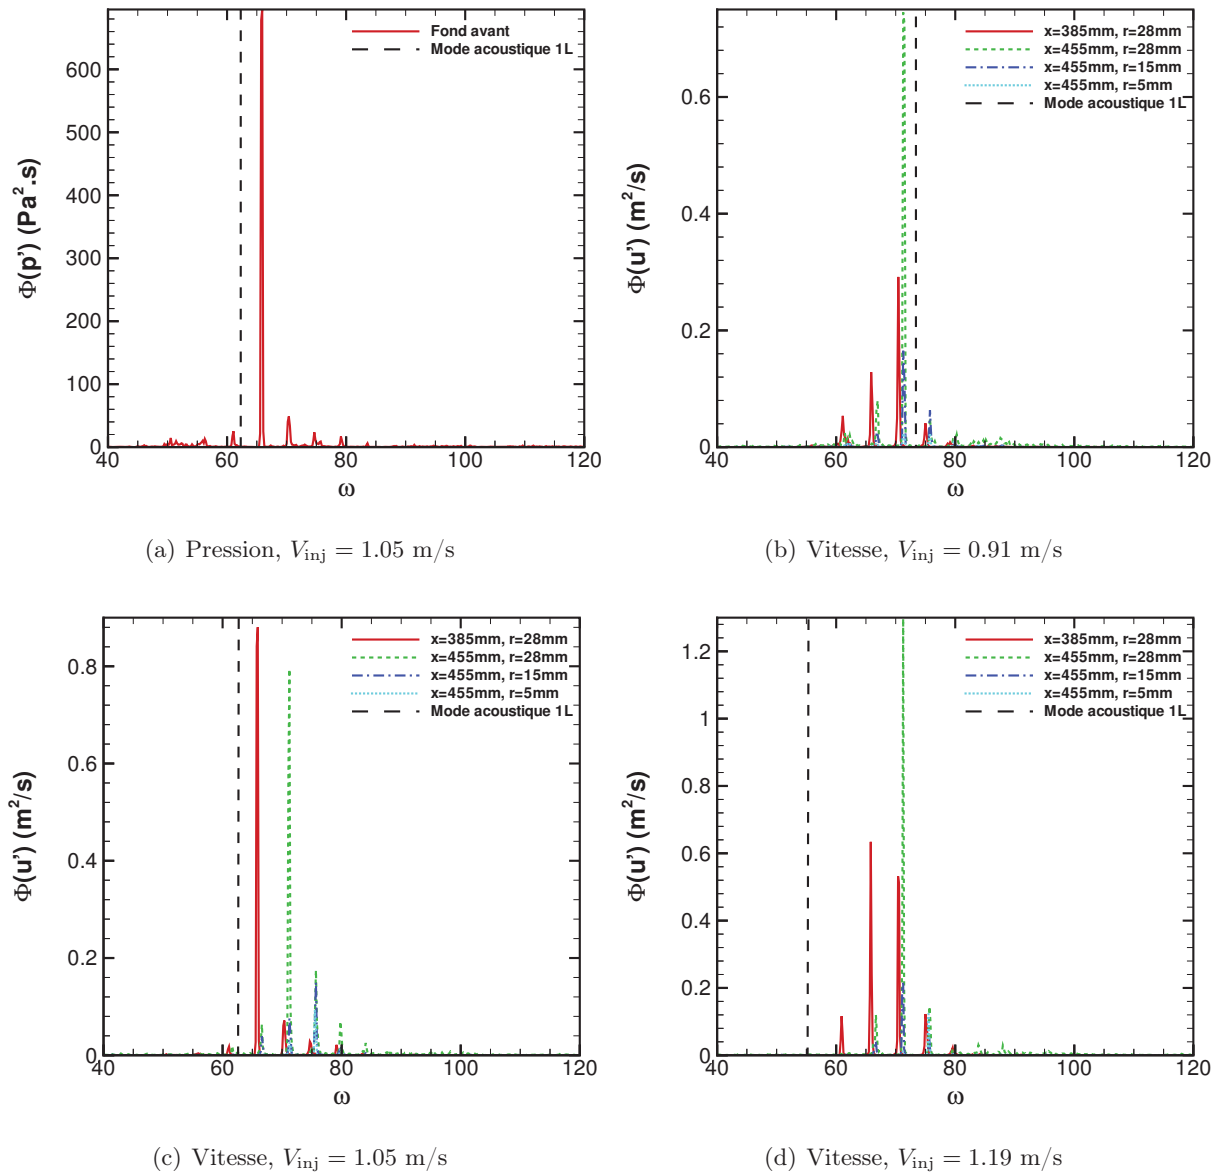 Fond avant
Mode acoustique 1L
Φ(p') (Pa².s)
600
500
400
300
200
100
0
40 60 80 100 120
ω
(a) Pression, V_inj = 1.05 m/s
x=385mm, r=28mm
x=455mm, r=28mm
x=455mm, r=15mm
x=455mm, r=5mm
Mode acoustique 1L
Φ(u') (m²/s)
0.6
0.4
0.2
0
40 60 80 100 120
ω
(b) Vitesse, V_inj = 0.91 m/s
x=385mm, r=28mm
x=455mm, r=28mm
x=455mm, r=15mm
x=455mm, r=5mm
Mode acoustique 1L
Φ(u') (m²/s)
0.8
0.6
0.4
0.2
0
40 60 80 100 120
ω
(c) Vitesse, V_inj = 1.05 m/s
x=385mm, r=28mm
x=455mm, r=28mm
x=455mm, r=15mm
x=455mm, r=5mm
Mode acoustique 1L
Φ(u') (m²/s)
1.2
1
0.8
0.6
0.4
0.2
0
40 60 80 100 120
ω
(d) Vitesse, V_inj = 1.19 m/s